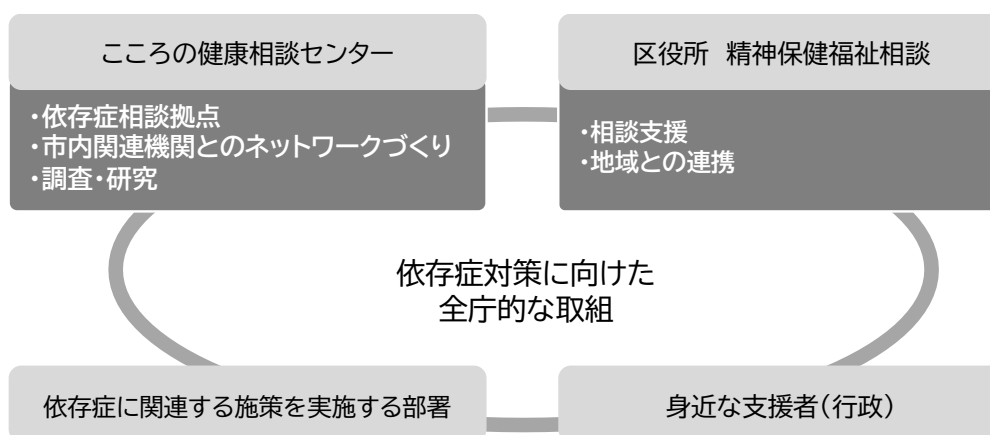 こころの健康相談センター
・依存症相談拠点
・市内関連機関とのネットワークづくり
・調査・研究
区役所　精神保健福祉相談
・相談支援
・地域との連携
依存症対策に向けた
全庁的な取組
依存症に関連する施策を実施する部署
身近な支援者(行政)